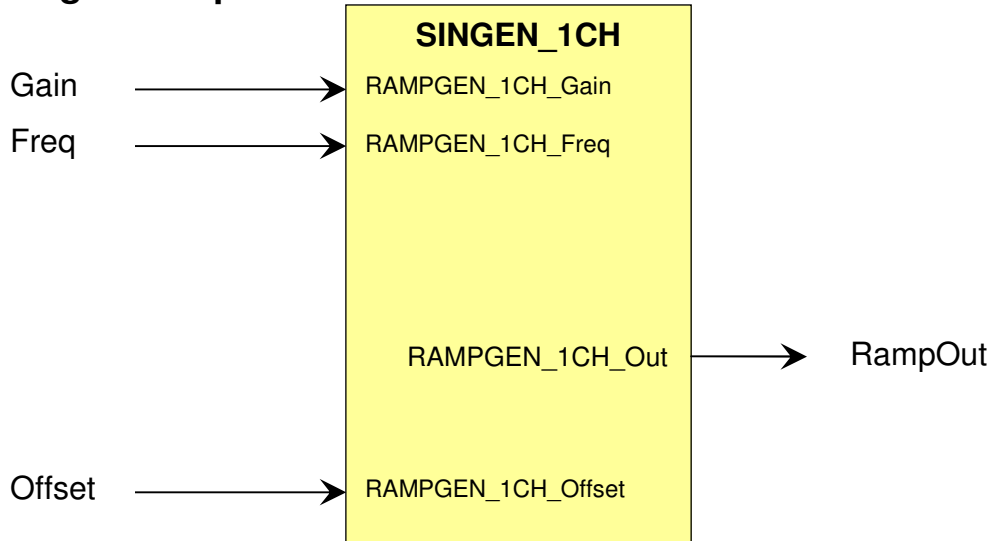 SINGEN_1CH
Gain RAMPGEN_1CH_Gain
Freq RAMPGEN_1CH_Freq
RAMPGEN_1CH_Out RampOut
Offset RAMPGEN_1CH_Offset